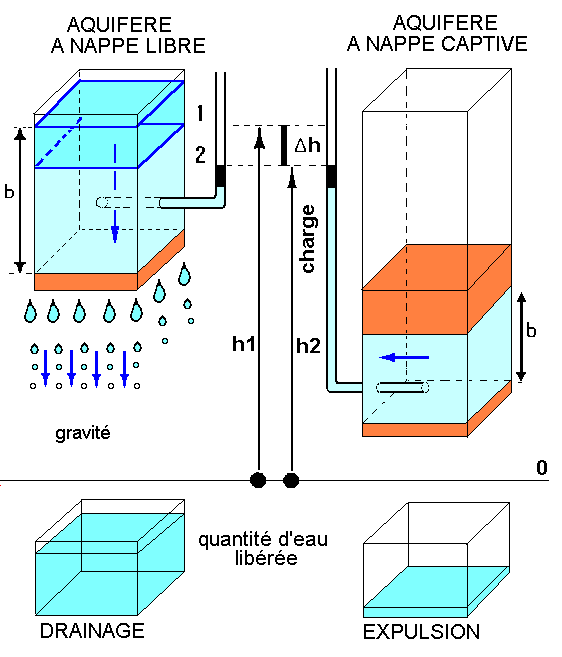 AQUIFERE
A NAPPE LIBRE
AQUIFERE
A NAPPE CAPTIVE
1
2
b
Δh
charge
h1
h2
b
gravité
0
quantité d'eau
libérée
DRAINAGE
EXPULSION